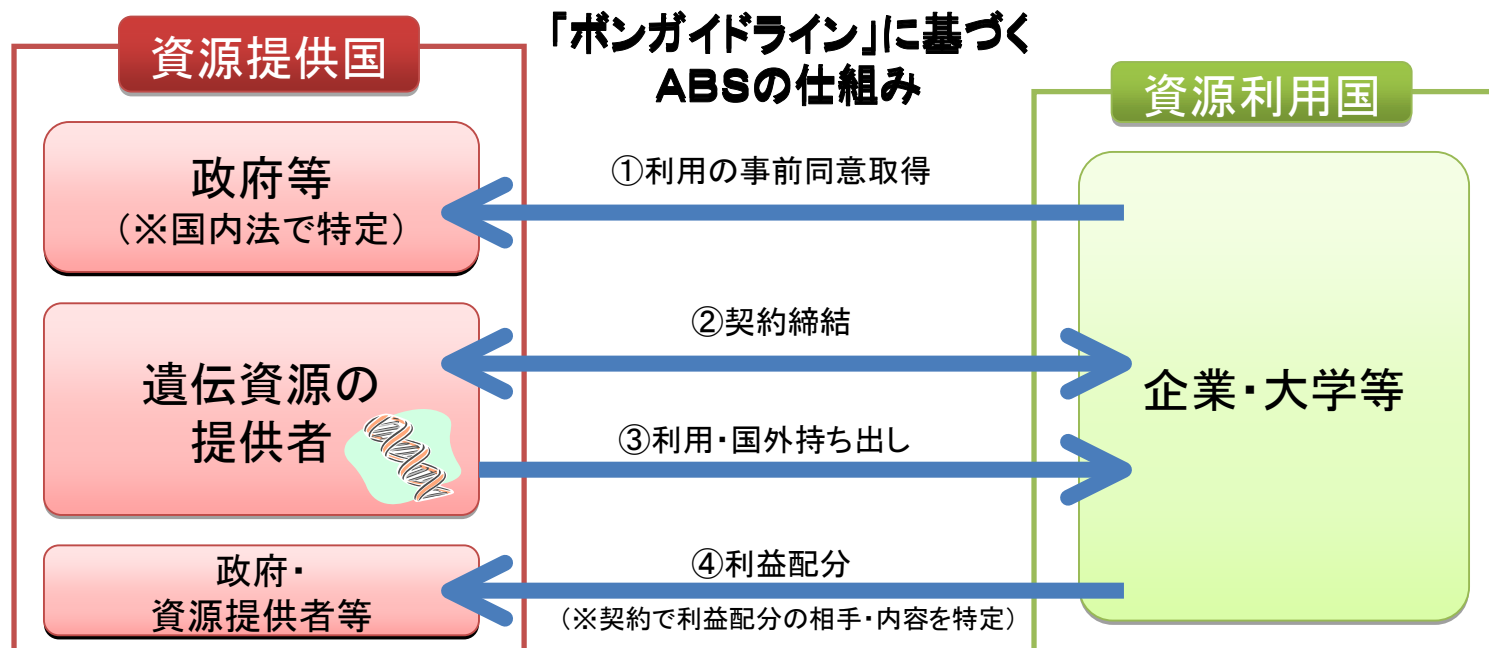 「ボンガイドライン」に基づく
ABSの仕組み
資源提供国
資源利用国
政府等
(※国内法で特定)
①利用の事前同意取得
遺伝資源の
提供者
②契約締結
③利用・国外持ち出し
企業・大学等
政府・
資源提供者等
④利益配分
(※契約で利益配分の相手・内容を特定)